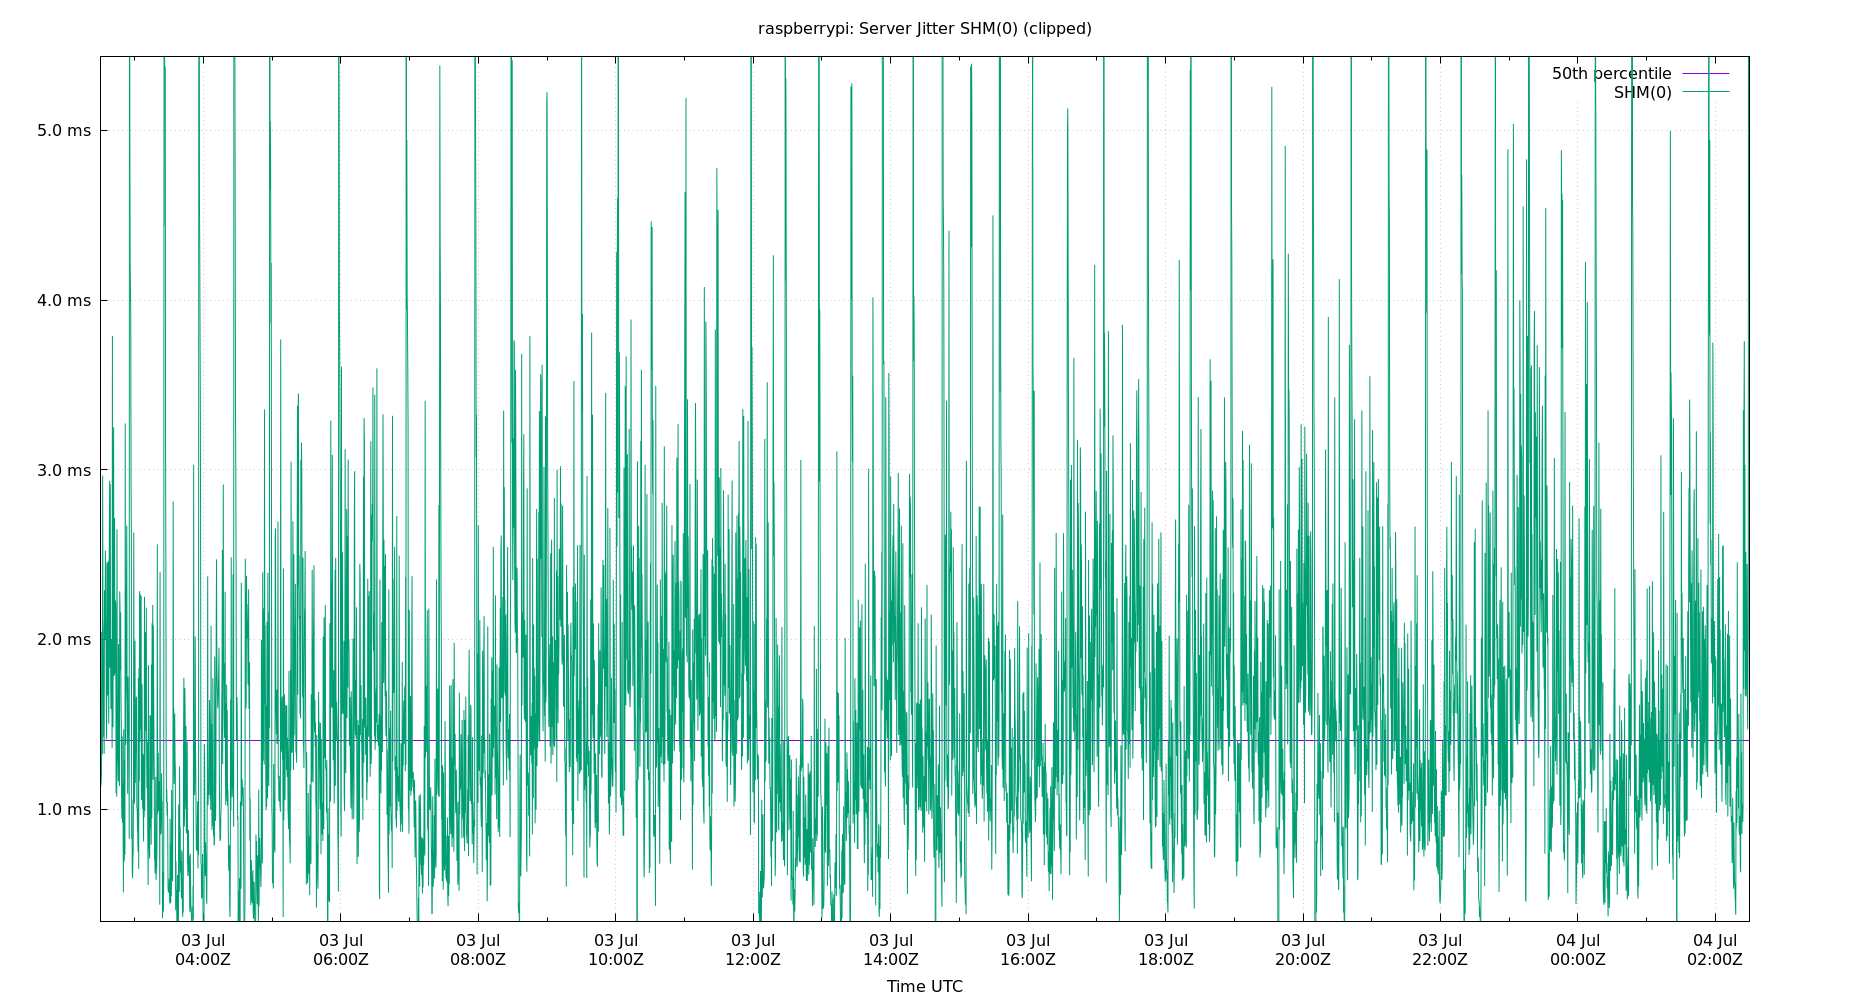 raspberrypi: Server Jitter SHM(0) (clipped)
50th percentile
SHM(0)
5.0 ms
4.0 ms
3.0 ms
2.0 ms
1.0 ms
03 Jul 03 Jul 03 Jul 03 Jul 03 Jul 03 Jul 03 Jul 03 Jul 03 Jul 03 Jul 04 Jul 04 Jul
04:00Z 06:00Z 08:00Z 10:00Z 12:00Z 14:00Z 16:00Z 18:00Z 20:00Z 22:00Z 00:00Z 02:00Z
Time UTC